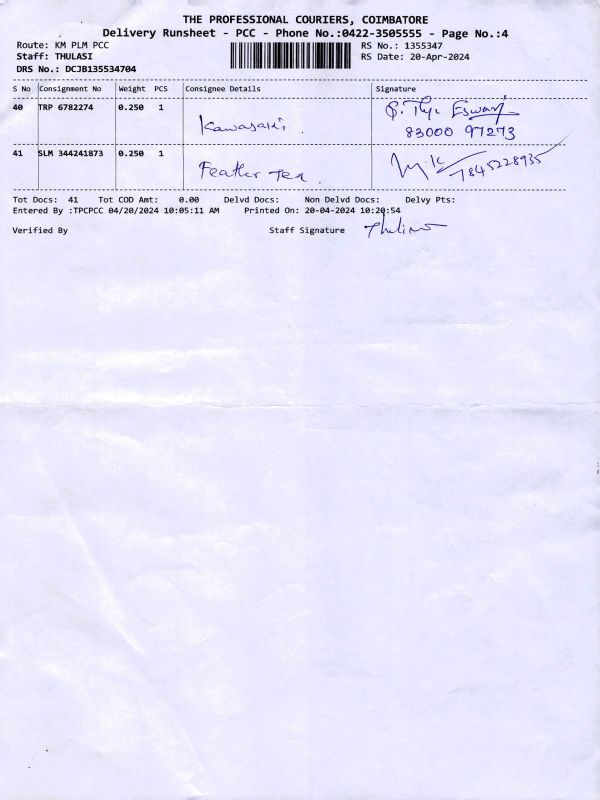 THE PROFESSIONAL COURIERS, COIMBATORE
Delivery Runsheet - PCC - Phone No.:0422-3505555 - Page No.:4
Route: KM PLM PCC
RS No.: 1355347
Staff: THULASI
RS Date: 20-Apr-2024
DRS No.: DCJB135534704
S No Consignment No Weight PCS Consignee Details Signature
40 TRP 6782274 0.250 1 Kawasaki. Eswari
83000 97273
41 SLM 344241873 0.250 1 Feather Tea. 7845228935
Tot Docs: 41 Tot COD Amt: 0.00 Delvd Docs: Non Delvd Docs: Delvy Pts:
Entered By :TPCPCC 04/20/2024 10:05:11 AM Printed On: 20-04-2024 10:20:54
Verified By Staff Signature